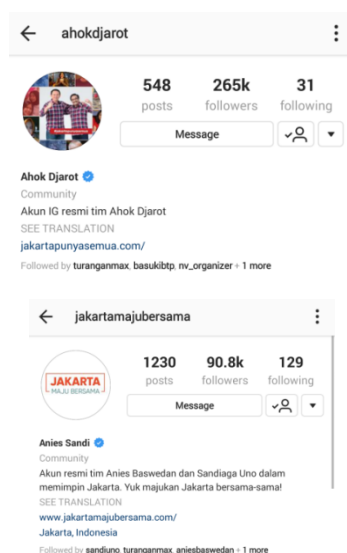 ahokdjarot
548 265k 31
posts followers following
Message
Ahok Djarot
Community
Akun IG resmi tim Ahok Djarot
SEE TRANSLATION
jakartapunyasemua.com/
Followed by turanganmax, basukibtp, nv_organizer + 1 more
jakartamajubersama
1230 90.8k 129
posts followers following
JAKARTA
MAJU BERSAMA
Message
Anies Sandi
Community
Akun resmi tim Anies Baswedan dan Sandiaga Uno dalam
memimpin Jakarta. Yuk majukan Jakarta bersama-sama!
SEE TRANSLATION
www.jakartamajubersama.com/
Jakarta, Indonesia
Followed by sandiuno, turanganmax, aniesbaswedan + 1 more